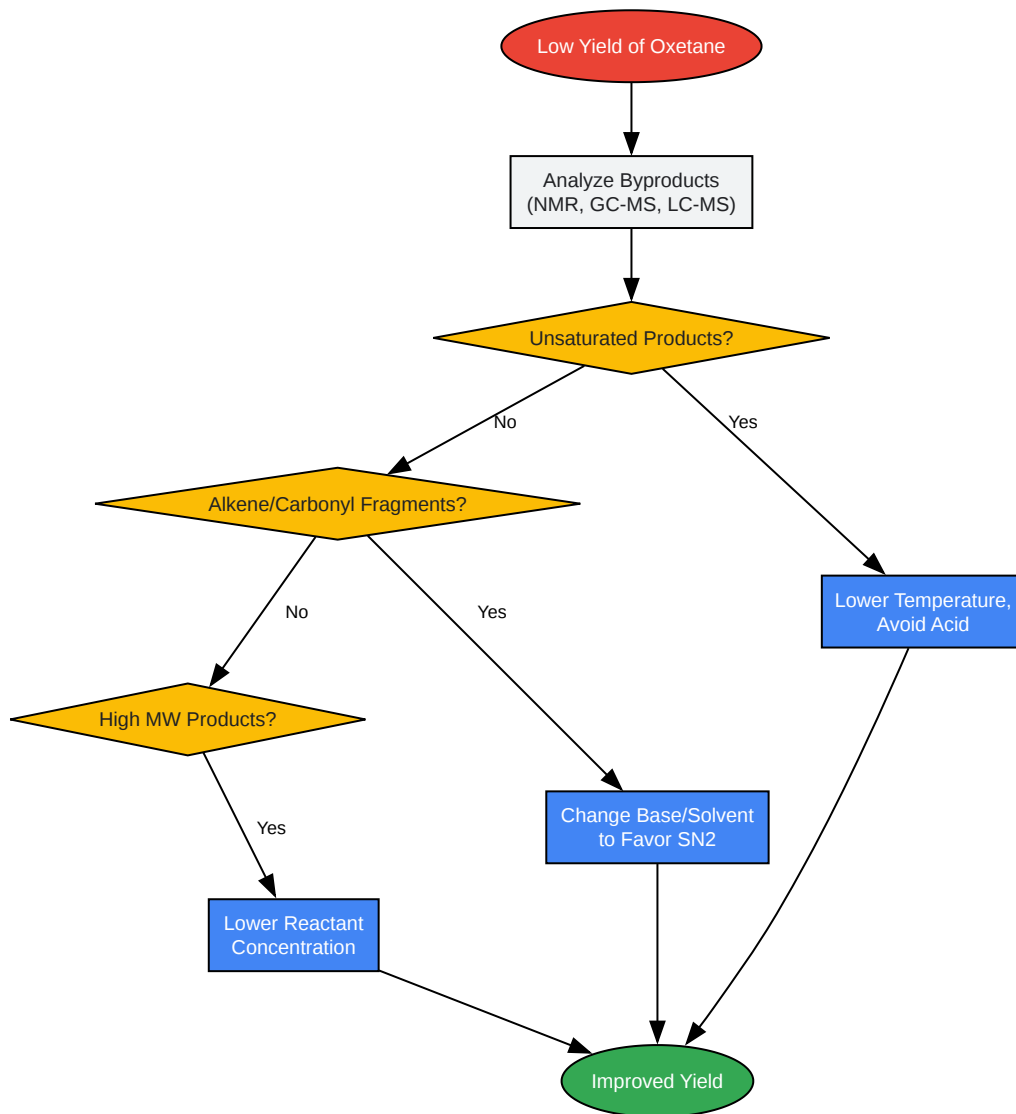 Low Yield of Oxetane
Analyze Byproducts
(NMR, GC-MS, LC-MS)
Unsaturated Products?
No
Yes
Alkene/Carbonyl Fragments?
Lower Temperature,
Avoid Acid
No
Yes
High MW Products?
Change Base/Solvent
to Favor SN2
Yes
Lower Reactant
Concentration
Improved Yield